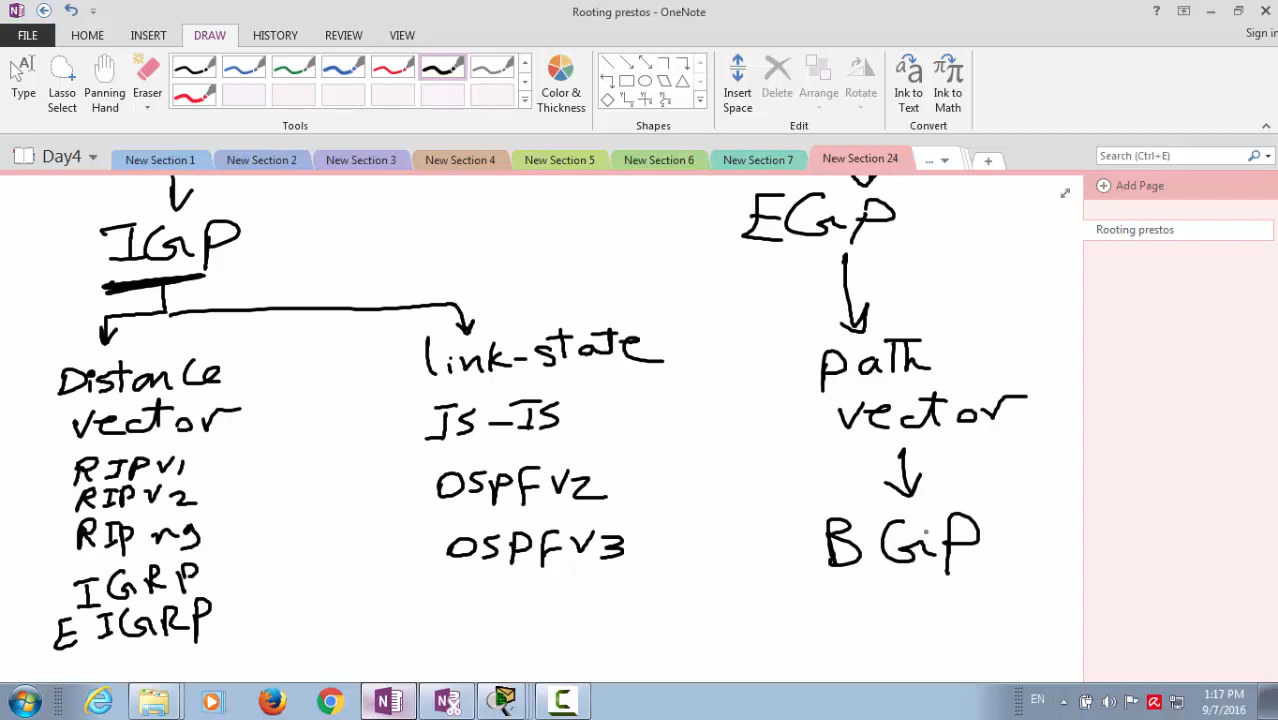 Rooting prestos - OneNote
?
FILE
HOME
INSERT
DRAW
HISTORY
REVIEW
VIEW
Sign in
Type
Lasso
Select
Panning
Hand
Eraser
Color &
Thickness
Insert
Space
Delete
Arrange
Rotate
Ink to
Text
Ink to
Math
Tools
Shapes
Edit
Convert
Day4
New Section 1
New Section 2
New Section 3
New Section 4
New Section 5
New Section 6
New Section 7
New Section 24
...
Search (Ctrl+E)
Add Page
Rooting prestos
IGP
Distance
vector
RIPV1
RIPV2
RIP ng
IGRP
EIGRP
link-state
IS-IS
OSPFV2
OSPFV3
EGP
path
vector
BGP
EN
1:17 PM
9/7/2016